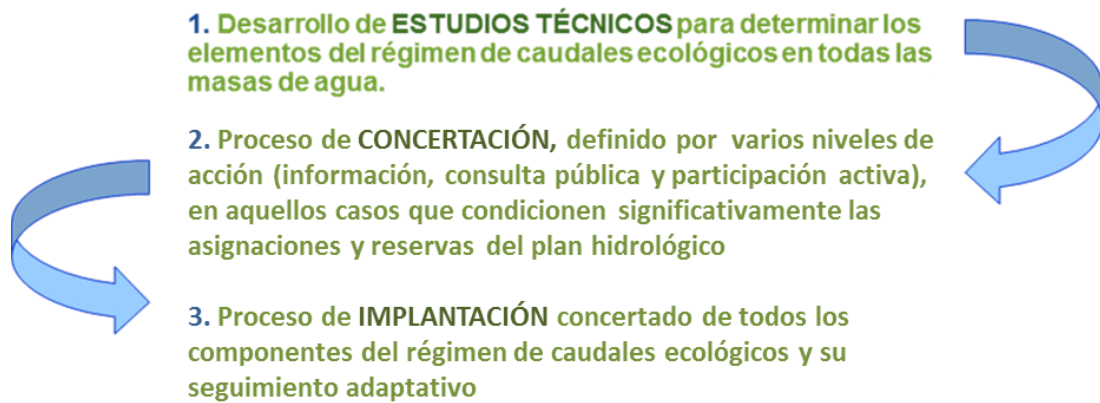 1. Desarrollo de ESTUDIOS TÉCNICOS para determinar los
elementos del régimen de caudales ecológicos en todas las
masas de agua.
2. Proceso de CONCERTACIÓN, definido por varios niveles de
acción (información, consulta pública y participación activa),
en aquellos casos que condicionen significativamente las
asignaciones y reservas del plan hidrológico
3. Proceso de IMPLANTACIÓN concertado de todos los
componentes del régimen de caudales ecológicos y su
seguimiento adaptativo